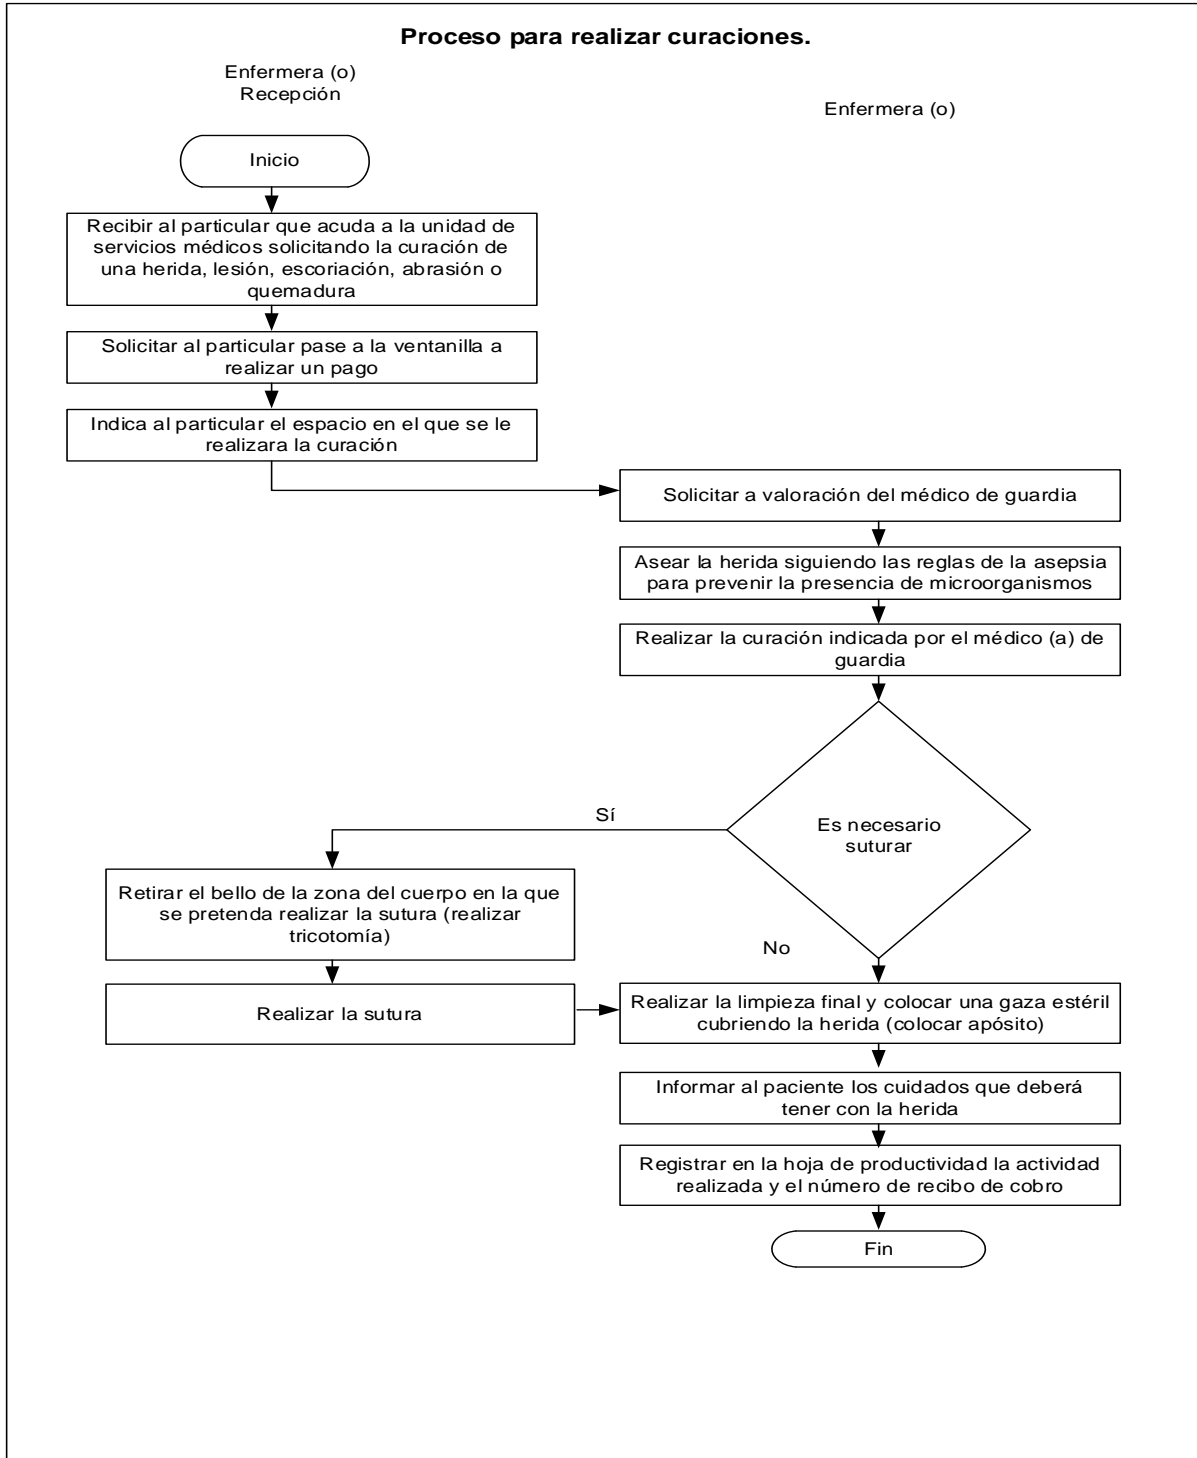 Proceso para realizar curaciones.
Enfermera (o)
Recepción
Enfermera (o)
Inicio
Recibir al particular que acuda a la unidad de
servicios médicos solicitando la curación de
una herida, lesión, escoriación, abrasión o
quemadura
Solicitar al particular pase a la ventanilla a
realizar un pago
Indica al particular el espacio en el que se le
realizara la curación
Solicitar a valoración del médico de guardia
Asear la herida siguiendo las reglas de la asepsia
para prevenir la presencia de microorganismos
Realizar la curación indicada por el médico (a) de
guardia
Es necesario
suturar
Sí
Retirar el bello de la zona del cuerpo en la que
se pretenda realizar la sutura (realizar
tricotomía)
Realizar la sutura
No
Realizar la limpieza final y colocar una gaza estéril
cubriendo la herida (colocar apósito)
Informar al paciente los cuidados que deberá
tener con la herida
Registrar en la hoja de productividad la actividad
realizada y el número de recibo de cobro
Fin